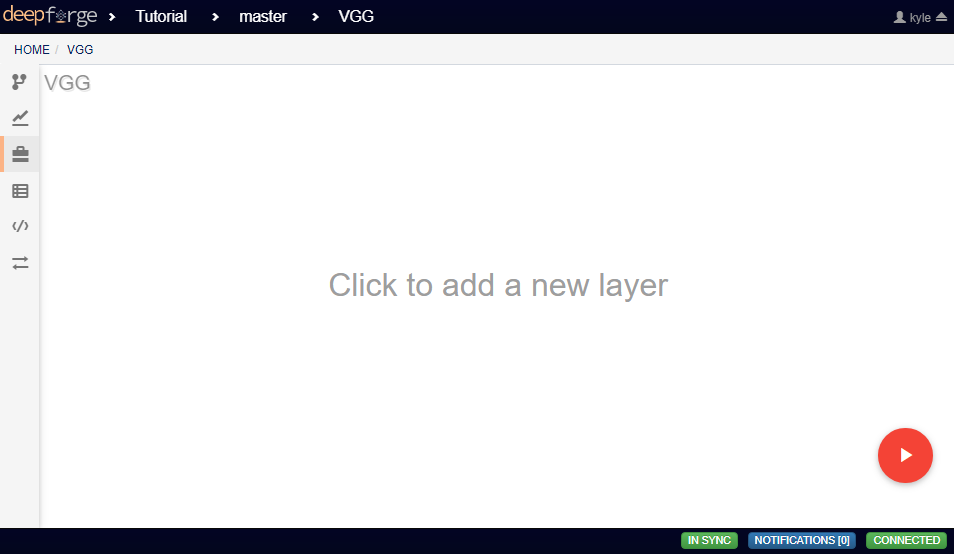 deepforge Tutorial master VGG kyle
HOME / VGG
VGG
Click to add a new layer
IN SYNC NOTIFICATIONS [0] CONNECTED